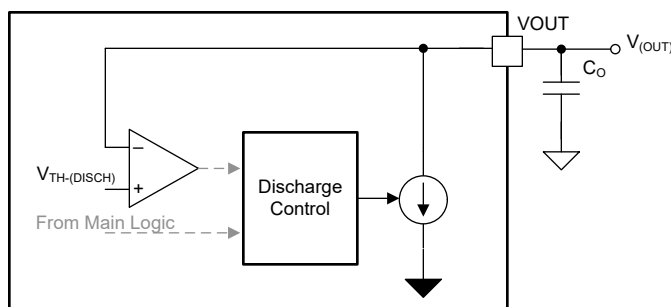 VOUT
V(OUT)
CO
−
VTH-(DISCH)
+
Discharge
Control
From Main Logic